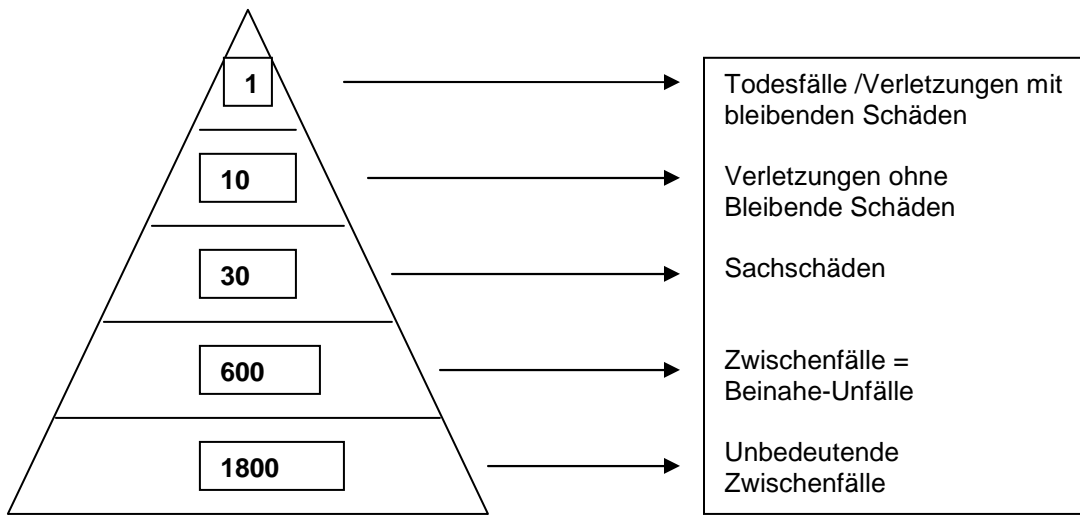 1
Todesfälle /Verletzungen mit
bleibenden Schäden
10
Verletzungen ohne
Bleibende Schäden
30
Sachschäden
600
Zwischenfälle =
Beinahe-Unfälle
1800
Unbedeutende
Zwischenfälle